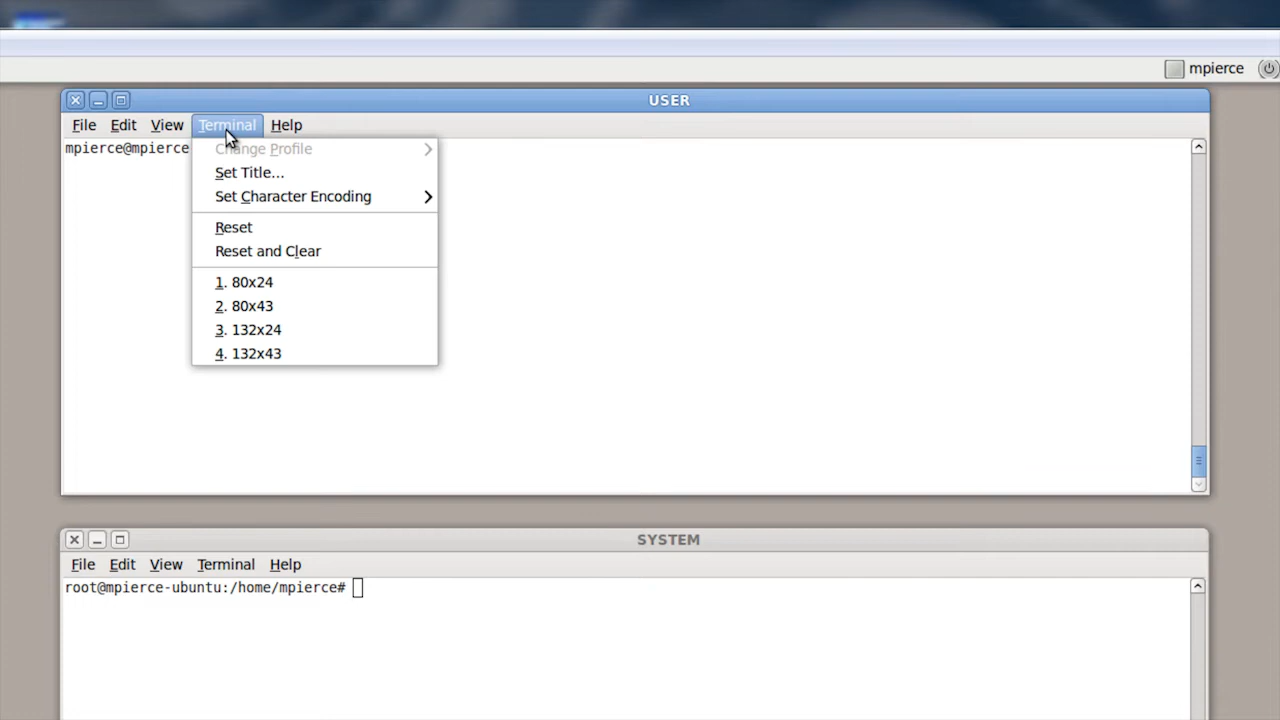 mpierce
USER
File Edit View Terminal Help
mpierce@mpierce
Change Profile
Set Title...
Set Character Encoding
Reset
Reset and Clear
1. 80x24
2. 80x43
3. 132x24
4. 132x43
SYSTEM
File Edit View Terminal Help
root@mpierce-ubuntu:/home/mpierce#